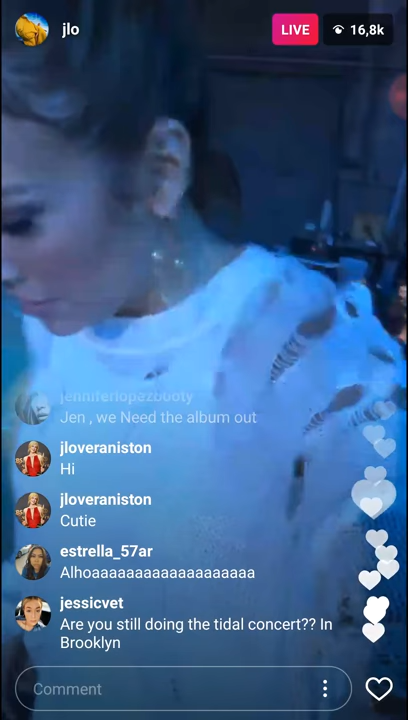 jlo
LIVE
16,8k
jenniferlopezbooty
Jen , we Need the album out
jloveraniston
Hi
jloveraniston
Cutie
estrella_57ar
Alhoaaaaaaaaaaaaaaaaaaa
jessicvet
Are you still doing the tidal concert?? In
Brooklyn
Comment